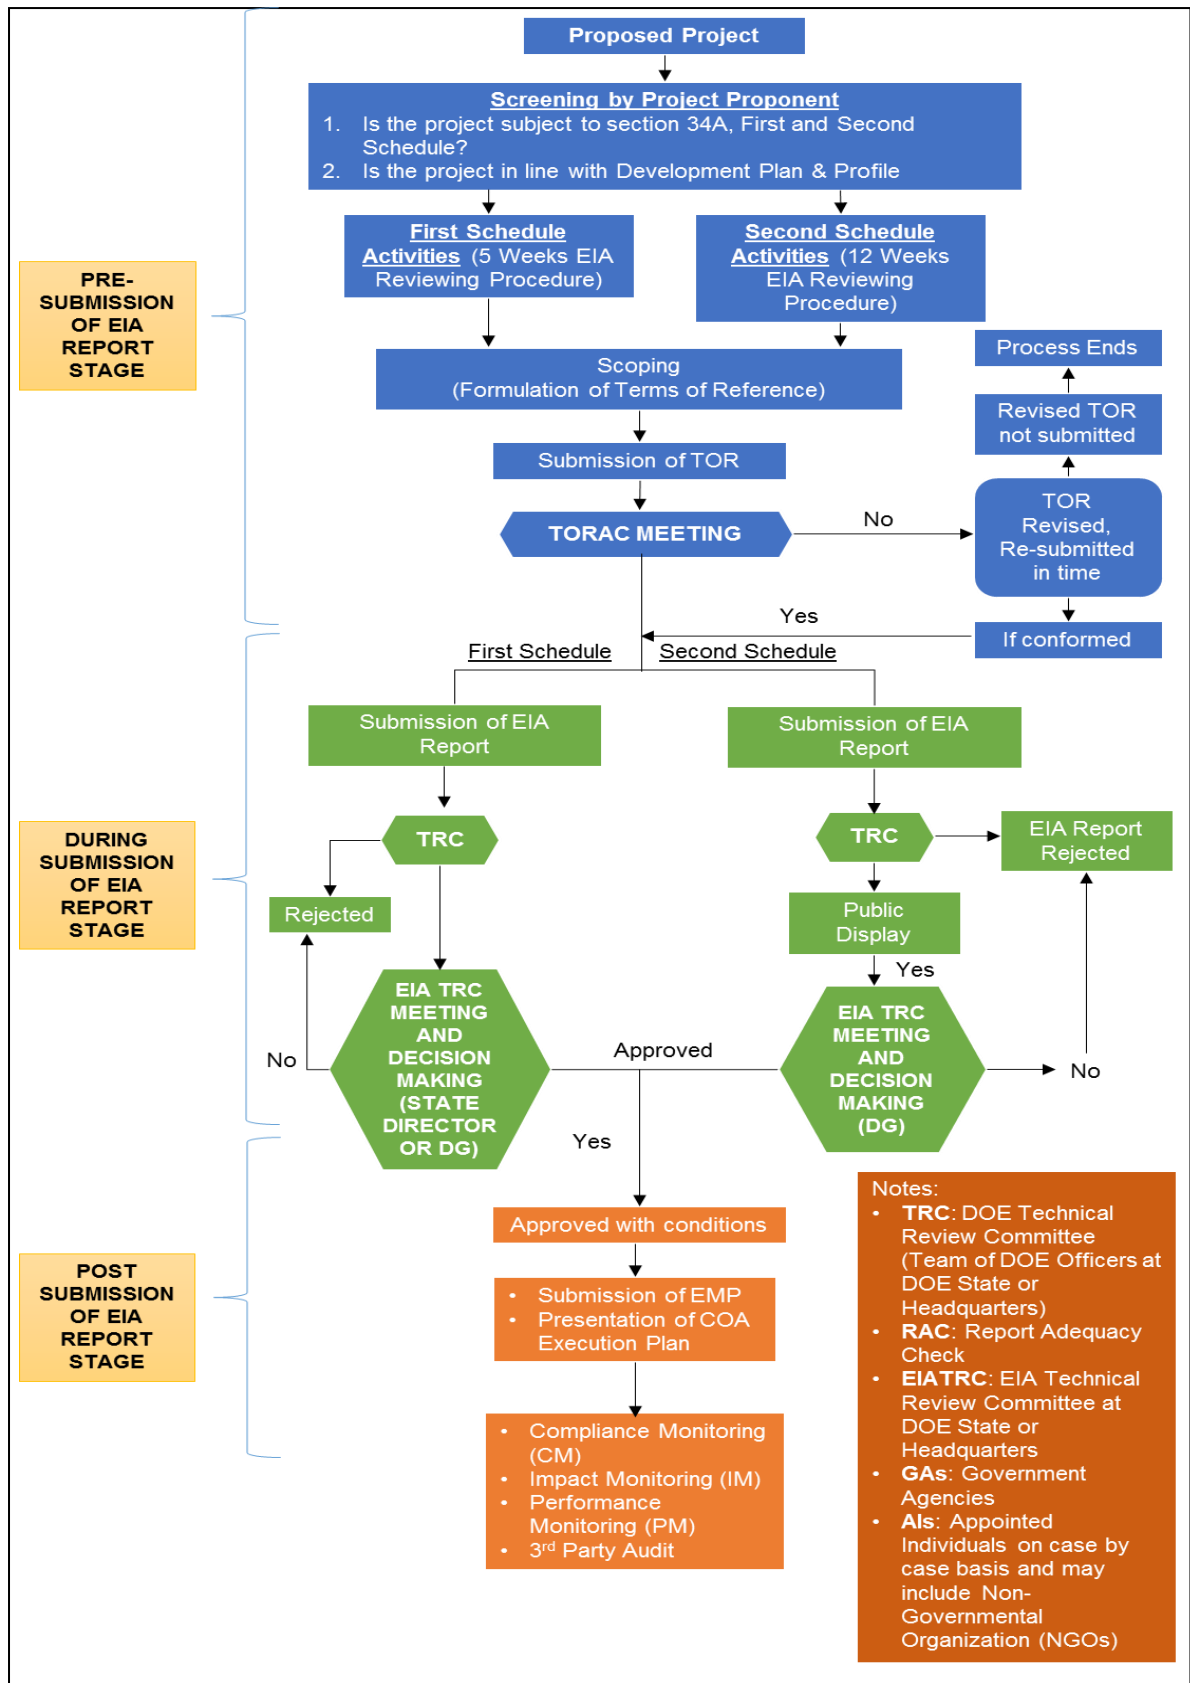 Proposed Project
Screening by Project Proponent
1. Is the project subject to section 34A, First and Second
Schedule?
2. Is the project in line with Development Plan & Profile
First Schedule
Activities (5 Weeks EIA
Reviewing Procedure)
Second Schedule
Activities (12 Weeks
EIA Reviewing
Procedure)
PRE-
SUBMISSION
OF EIA
REPORT
STAGE
Scoping
(Formulation of Terms of Reference)
Process Ends
Revised TOR
not submitted
Submission of TOR
TORAC MEETING
No
TOR
Revised,
Re-submitted
in time
Yes
If conformed
First Schedule
Second Schedule
Submission of EIA
Report
Submission of EIA
Report
DURING
SUBMISSION
OF EIA
REPORT
STAGE
TRC
TRC
EIA Report
Rejected
Rejected
Public
Display
Yes
EIA TRC
MEETING
AND
DECISION
MAKING
(STATE
DIRECTOR
OR DG)
No
Approved
EIA TRC
MEETING
AND
DECISION
MAKING
(DG)
No
Yes
POST
SUBMISSION
OF EIA
REPORT
STAGE
Approved with conditions
• Submission of EMP
• Presentation of COA
Execution Plan
• Compliance Monitoring
(CM)
• Impact Monitoring (IM)
• Performance
Monitoring (PM)
• 3rd Party Audit
Notes:
• TRC: DOE Technical
Review Committee
(Team of DOE Officers at
DOE State or
Headquarters)
• RAC: Report Adequacy
Check
• EIATRC: EIA Technical
Review Committee at
DOE State or
Headquarters
• GAs: Government
Agencies
• AIs: Appointed
Individuals on case by
case basis and may
include Non-
Governmental
Organization (NGOs)